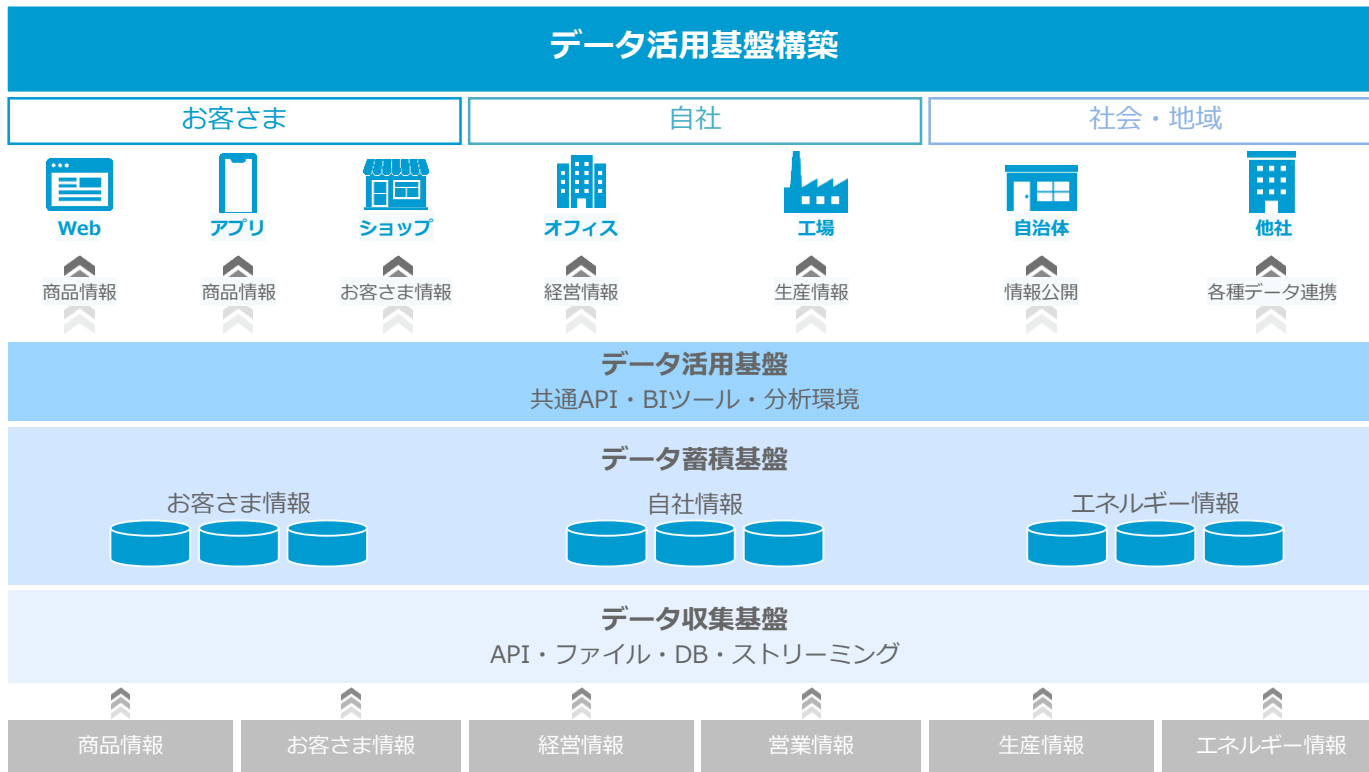 データ活用基盤構築
お客さま
自社
社会・地域
Web
アプリ
ショップ
オフィス
工場
自治体
他社
商品情報
商品情報
お客さま情報
経営情報
生産情報
情報公開
各種データ連携
データ活用基盤
共通API・BIツール・分析環境
データ蓄積基盤
お客さま情報
自社情報
エネルギー情報
データ収集基盤
API・ファイル・DB・ストリーミング
商品情報
お客さま情報
経営情報
営業情報
生産情報
エネルギー情報